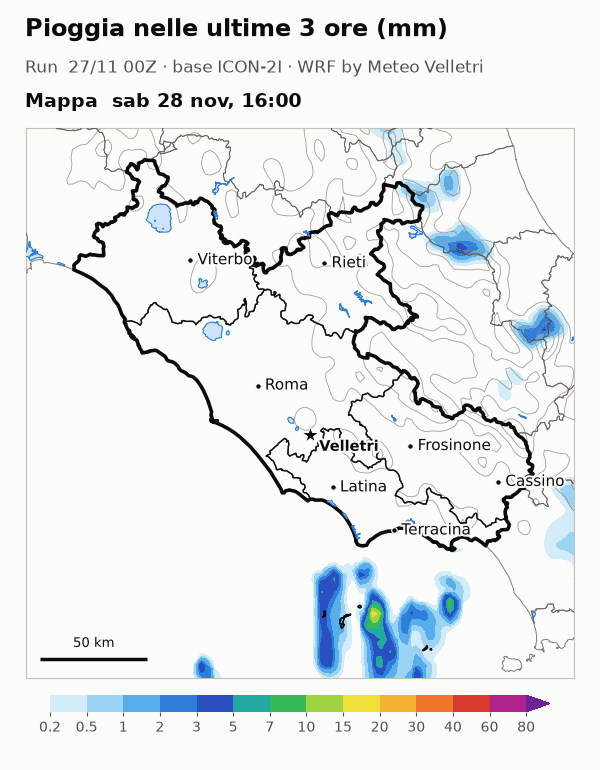 Pioggia nelle ultime 3 ore (mm)
Run 27/11 00Z · base ICON-2I · WRF by Meteo Velletri
Mappa sab 28 nov, 16:00
Viterbo
Rieti
Roma
Velletri
Frosinone
Latina
Cassino
Terracina
50 km
0.2 0.5 1 2 3 5 7 10 15 20 30 40 60 80